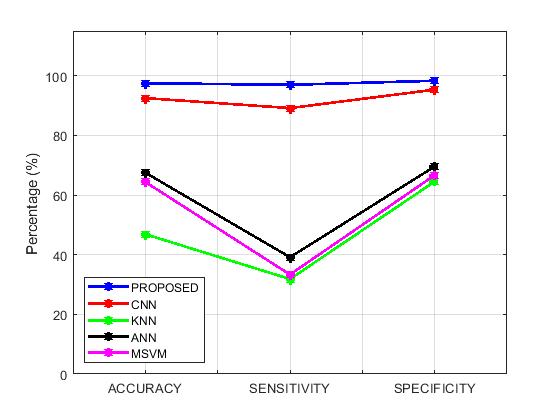 100
80
60
40
20
0
Percentage (%)
PROPOSED
CNN
KNN
ANN
MSVM
ACCURACY SENSITIVITY SPECIFICITY